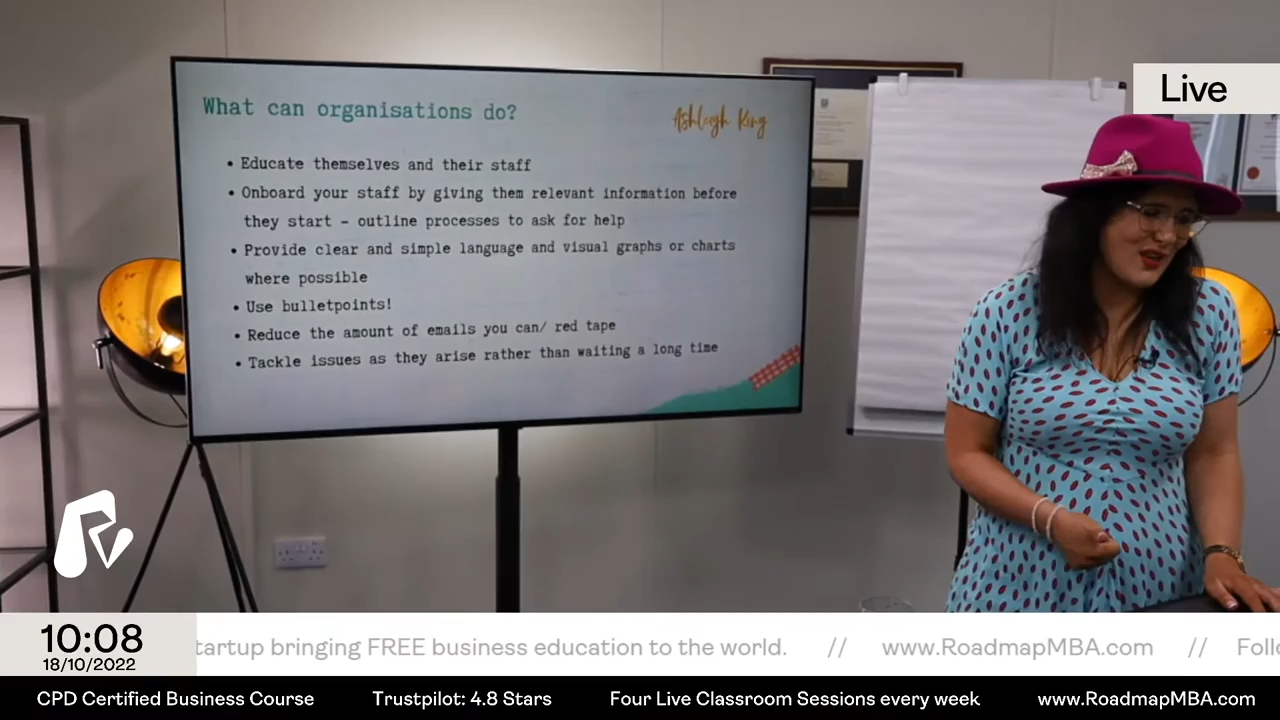 Live
What can organisations do?
Ashleigh King
• Educate themselves and their staff
• Onboard your staff by giving them relevant information before
they start - outline processes to ask for help
• Provide clear and simple language and visual graphs or charts
where possible
• Use bulletpoints!
• Reduce the amount of emails you can/ red tape
• Tackle issues as they arise rather than waiting a long time
10:08
18/10/2022
tartup bringing FREE business education to the world. // www.RoadmapMBA.com // Follo
CPD Certified Business Course Trustpilot: 4.8 Stars Four Live Classroom Sessions every week www.RoadmapMBA.com